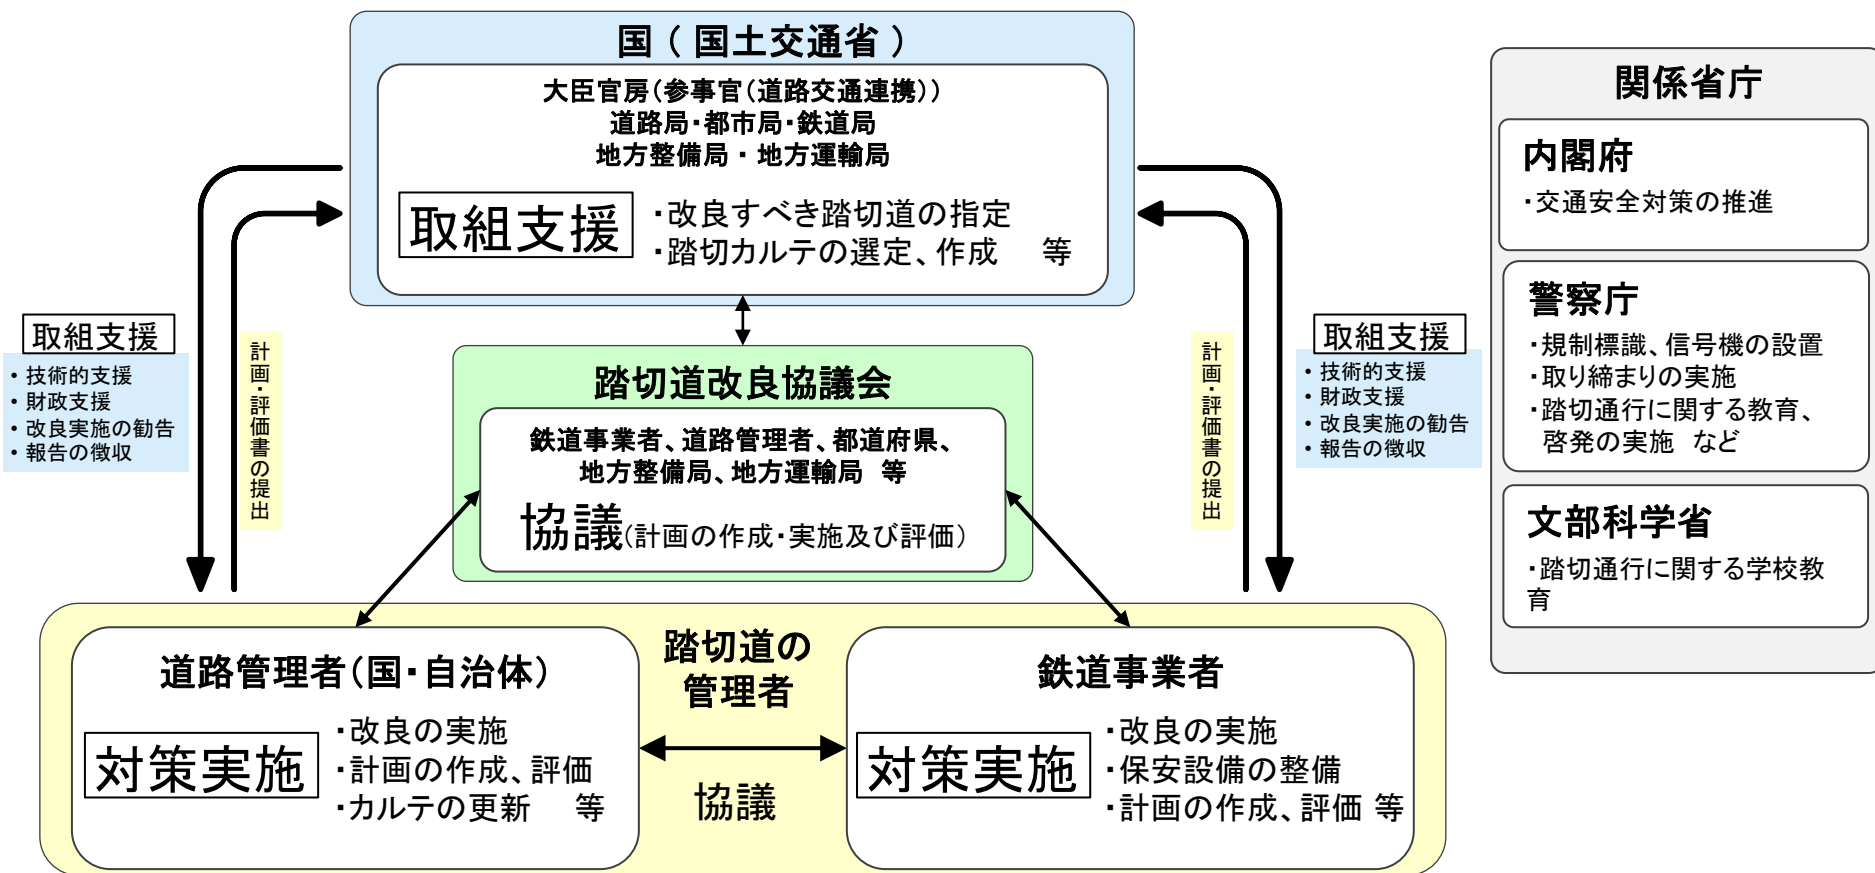 国（国土交通省）
大臣官房（参事官（道路交通連携））
道路局・都市局・鉄道局
地方整備局・地方運輸局
取組支援
・改良すべき踏切道の指定
・踏切カルテの選定、作成　等
取組支援
・技術的支援
・財政支援
・改良実施の勧告
・報告の徴収
計画・評価書の提出
踏切道改良協議会
鉄道事業者、道路管理者、都道府県、
地方整備局、地方運輸局 等
協議（計画の作成・実施及び評価）
計画・評価書の提出
取組支援
・技術的支援
・財政支援
・改良実施の勧告
・報告の徴収
踏切道の
管理者
道路管理者（国・自治体）
対策実施
・改良の実施
・計画の作成、評価
・カルテの更新　等
協議
鉄道事業者
対策実施
・改良の実施
・保安設備の整備
・計画の作成、評価 等
関係省庁
内閣府
・交通安全対策の推進
警察庁
・規制標識、信号機の設置
・取り締まりの実施
・踏切通行に関する教育、
啓発の実施 など
文部科学省
・踏切通行に関する学校教
育